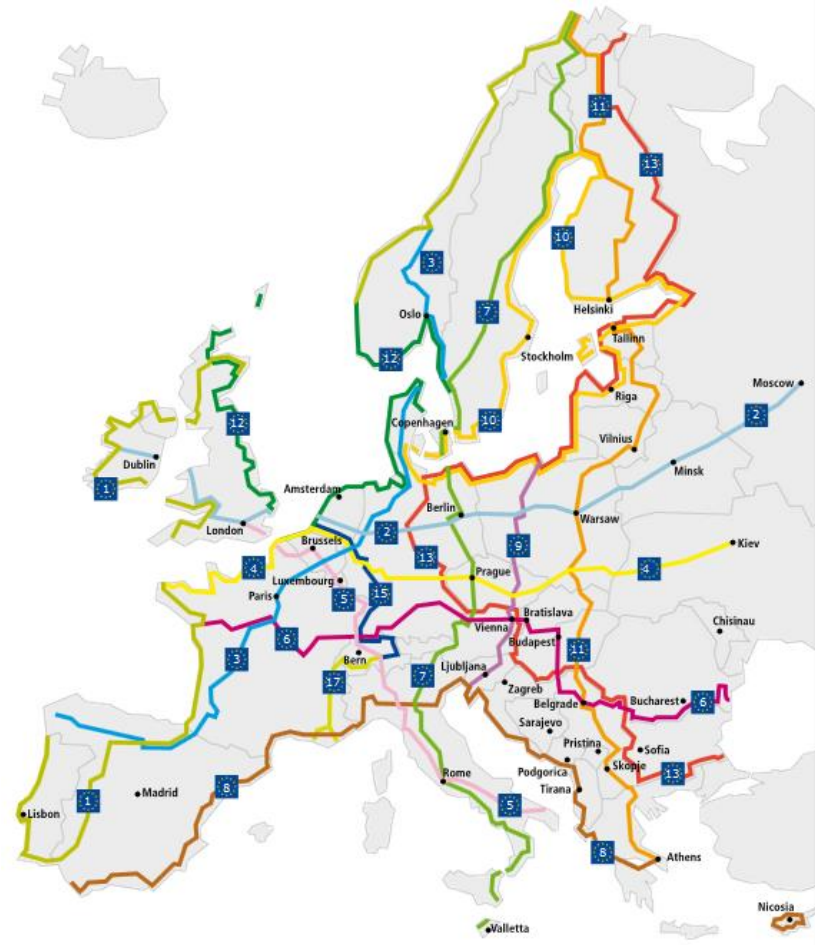 11
13
10
3
Helsinki
7
Oslo
Tallinn
12
Stockholm
Moscow
Riga
2
10
12
Copenhagen
Vilnius
Dublin
Minsk
1
Amsterdam
Berlin
London
Warsaw
2
Brussels
9
Kiev
13
4
4
Prague
Luxembourg
15
Paris
5
Bratislava
Chisinau
Vienna
6
Budapest
11
Bern
3
Ljubljana
7
17
Zagreb
Bucharest
6
Belgrade
Sarajevo
Pristina
Sofia
Skopje
Podgorica
13
Rome
8
Madrid
Tirana
1
5
Lisbon
8
Athens
Nicosia
Valletta